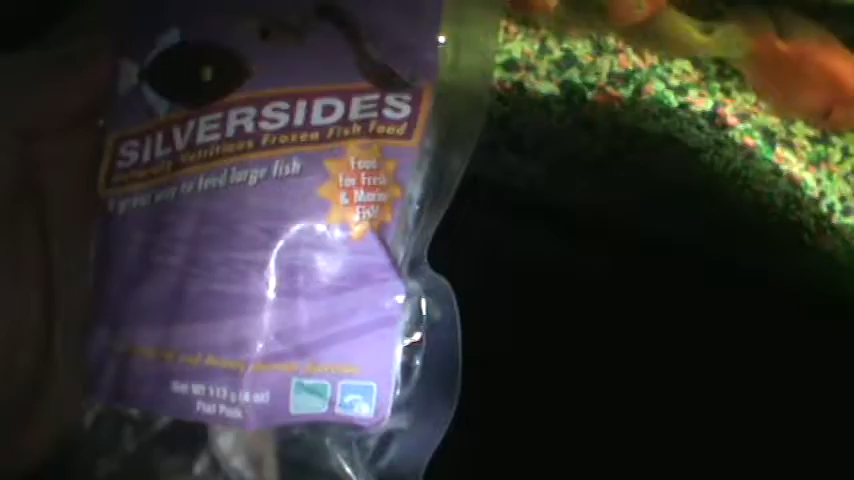 SILVERSIDES
Naturally Nutritious Frozen Fish Food
A great way to feed large fish
Food
for Fresh
& Marine
Fish
Net WT 113 g (4 oz)
Flat Pack